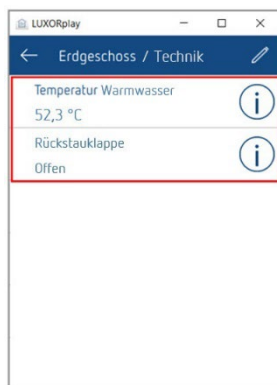 LUXORplay
Erdgeschoss / Technik
Temperatur Warmwasser
52,3 °C
Rückstauklappe
Offen